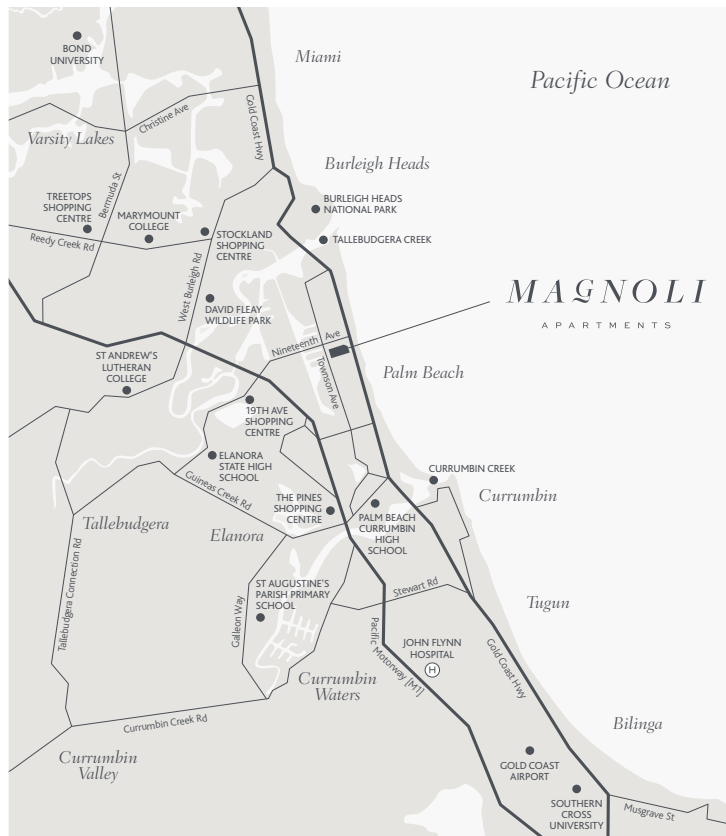 Miami
BOND
UNIVERSITY
Pacific Ocean
Gold Coast Hwy
Christine Ave
Varsity Lakes
Burleigh Heads
Bermuda St
TREETOPS
SHOPPING
CENTRE
MARYMOUNT
COLLEGE
BURLEIGH HEADS
NATIONAL PARK
STOCKLAND
SHOPPING
CENTRE
TALLEBUDGERA CREEK
Reedy Creek Rd
West Burleigh Rd
DAVID FLEAY
WILDLIFE PARK
MAGNOLI
APARTMENTS
Nineteenth Ave
ST ANDREW'S
LUTHERAN
COLLEGE
Townson Ave
Palm Beach
19TH AVE
SHOPPING
CENTRE
ELANORA
STATE HIGH
SCHOOL
Guineas Creek Rd
CURRUMBIN CREEK
Currumbin
THE PINES
SHOPPING
CENTRE
PALM BEACH
CURRUMBIN
HIGH
SCHOOL
Tallebudgera
Elanora
Tallebudgera Connection Rd
ST AUGUSTINE'S
PARISH PRIMARY
SCHOOL
Galleon Way
Stewart Rd
Tugun
Pacific Motorway [M1]
JOHN FLYNN
HOSPITAL
H
Gold Coast Hwy
Currumbin
Waters
Currumbin Creek Rd
Bilinga
Currumbin
Valley
GOLD COAST
AIRPORT
SOUTHERN
CROSS
UNIVERSITY
Musgrave St